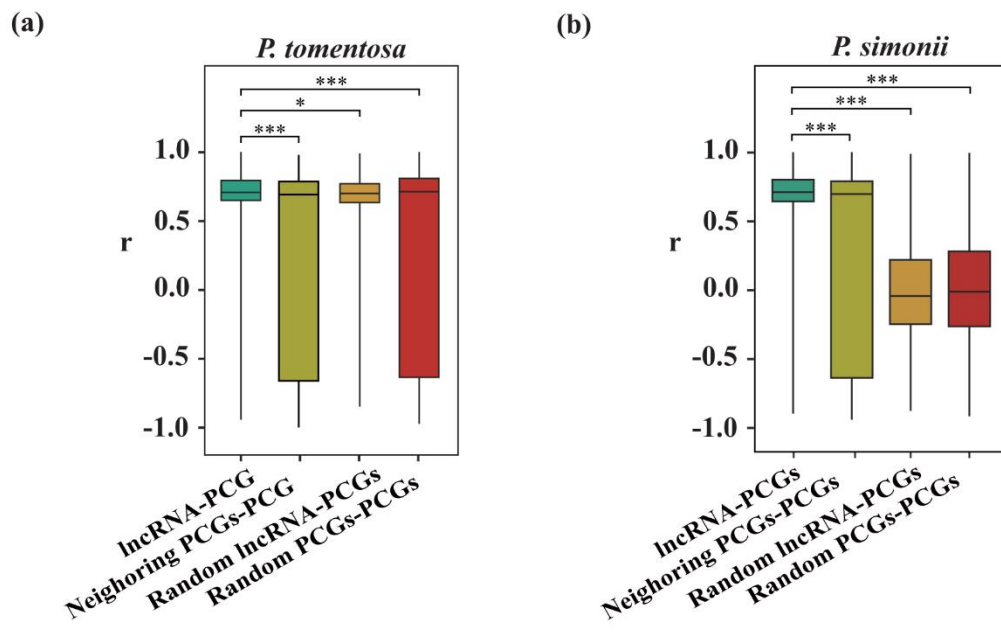 (a)
P. tomentosa
***
*
***
1.0
0.5
r
0.0
-0.5
-1.0
lncRNA-PCG
Neighoring PCGs-PCG
Random lncRNA-PCGs
Random PCGs-PCGs
(b)
P. simonii
***
***
***
1.0
0.5
r
0.0
-0.5
-1.0
lncRNA-PCGs
Neighoring PCGs-PCGs
Random lncRNA-PCGs
Random PCGs-PCGs